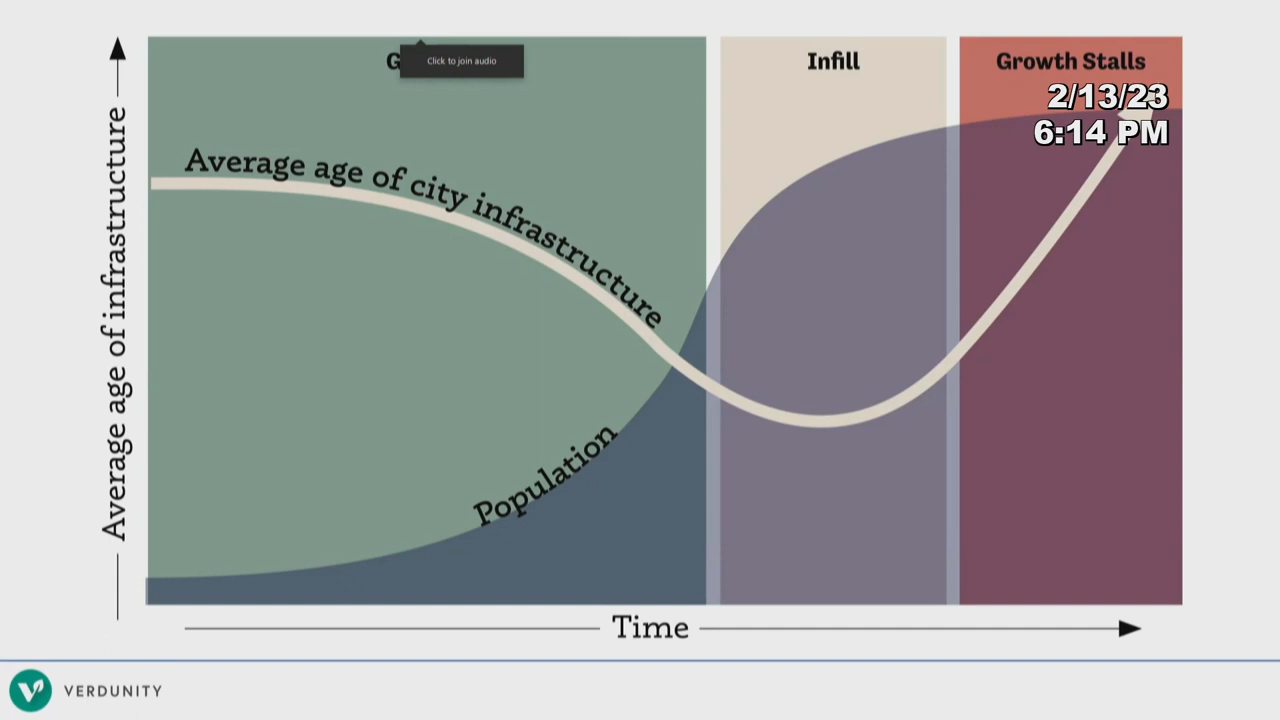 G
Click to join audio
Infill
Growth Stalls
2/13/23
6:14 PM
Average age of city infrastructure
Average age of infrastructure
Population
Time
VERDUNITY